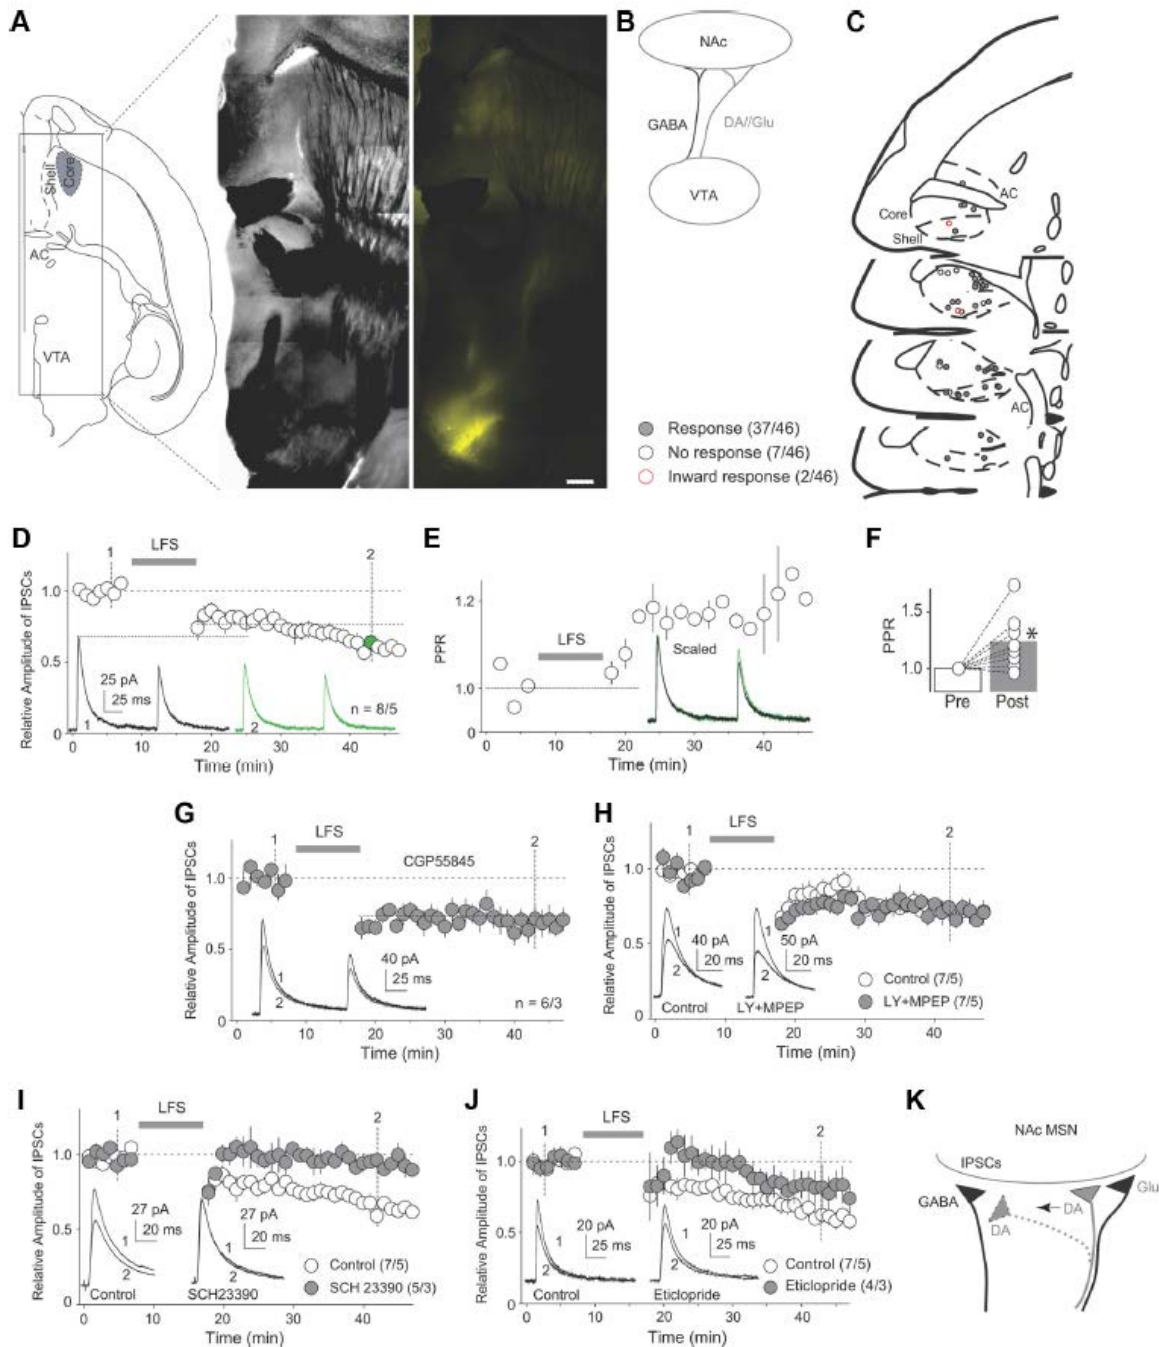 A
Shell
Core
AC
VTA
B
NAc
GABA
DA//Glu
VTA
Response (37/46)
No response (7/46)
Inward response (2/46)
C
AC
Core
Shell
AC
D
LFS
1
2
Relative Amplitude of IPSCs
1.0
0.5
0
25 pA
25 ms
1
2
n = 8/5
0
10
20
30
40
Time (min)
E
PPR
1.2
1.0
LFS
Scaled
0
10
20
30
40
Time (min)
F
PPR
1.5
1.0
*
Pre
Post
G
LFS
1
2
CGP55845
Relative Amplitude of IPSCs
1.0
0.5
0
1
2
40 pA
25 ms
n = 6/3
0
10
20
30
40
Time (min)
H
LFS
1
2
Relative Amplitude of IPSCs
1.0
0.5
0
1
2
40 pA
20 ms
Control
1
2
50 pA
20 ms
LY+MPEP
Control (7/5)
LY+MPEP (7/5)
0
10
20
30
40
Time (min)
I
LFS
1
2
Relative Amplitude of IPSCs
1.0
0.5
0
1
2
27 pA
20 ms
Control
1
2
27 pA
20 ms
SCH23390
Control (7/5)
SCH 23390 (5/3)
0
10
20
30
40
Time (min)
J
LFS
1
2
Relative Amplitude of IPSCs
1.0
0.5
0.0
1
2
20 pA
25 ms
Control
1
2
20 pA
25 ms
Eticlopride
Control (7/5)
Eticlopride (4/3)
0
10
20
30
40
Time (min)
K
NAc MSN
IPSCs
GABA
DA
DA
Glu